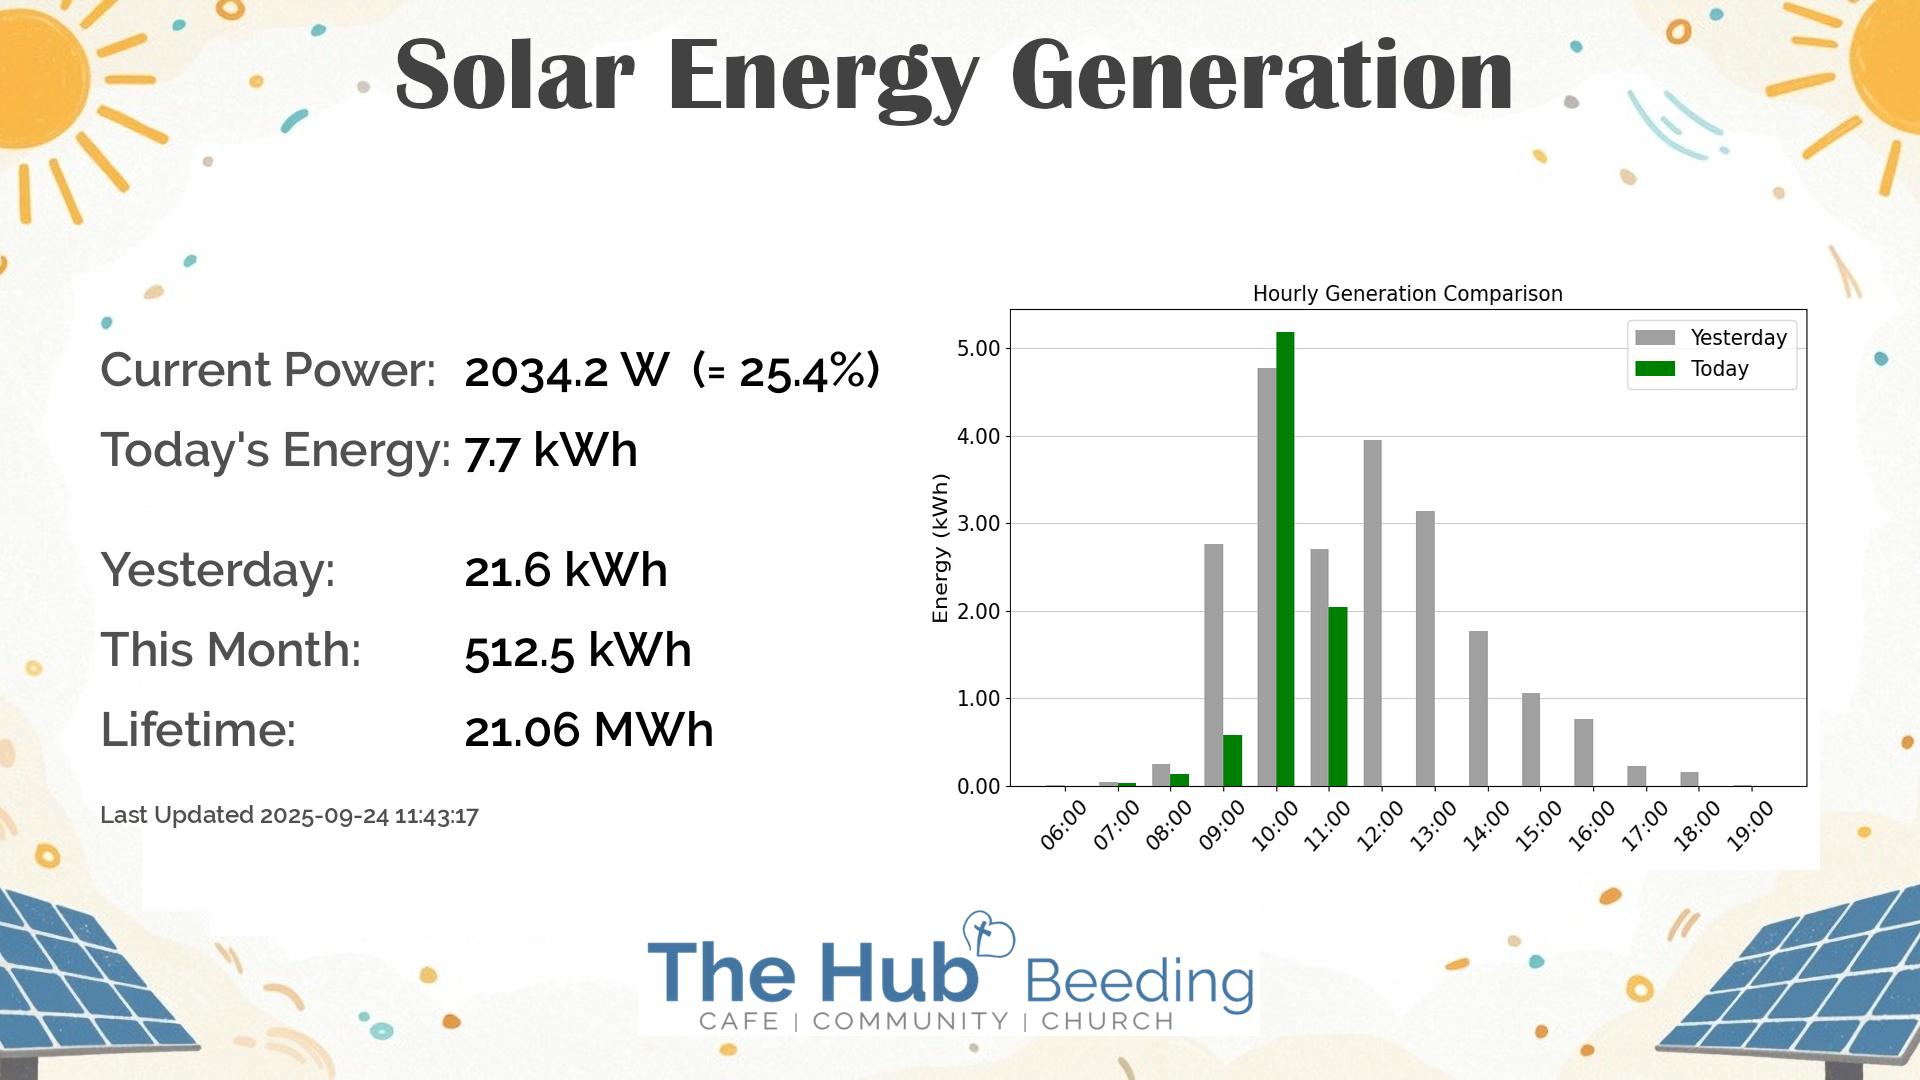 Solar Energy Generation
Current Power: 2034.2 W (= 25.4%)
Today's Energy: 7.7 kWh
Yesterday: 21.6 kWh
This Month: 512.5 kWh
Lifetime: 21.06 MWh
Last Updated 2025-09-24 11:43:17
Hourly Generation Comparison
Yesterday
Today
Energy (kWh)
5.00
4.00
3.00
2.00
1.00
0.00
06:00 07:00 08:00 09:00 10:00 11:00 12:00 13:00 14:00 15:00 16:00 17:00 18:00 19:00
The Hub Beeding
CAFE | COMMUNITY | CHURCH